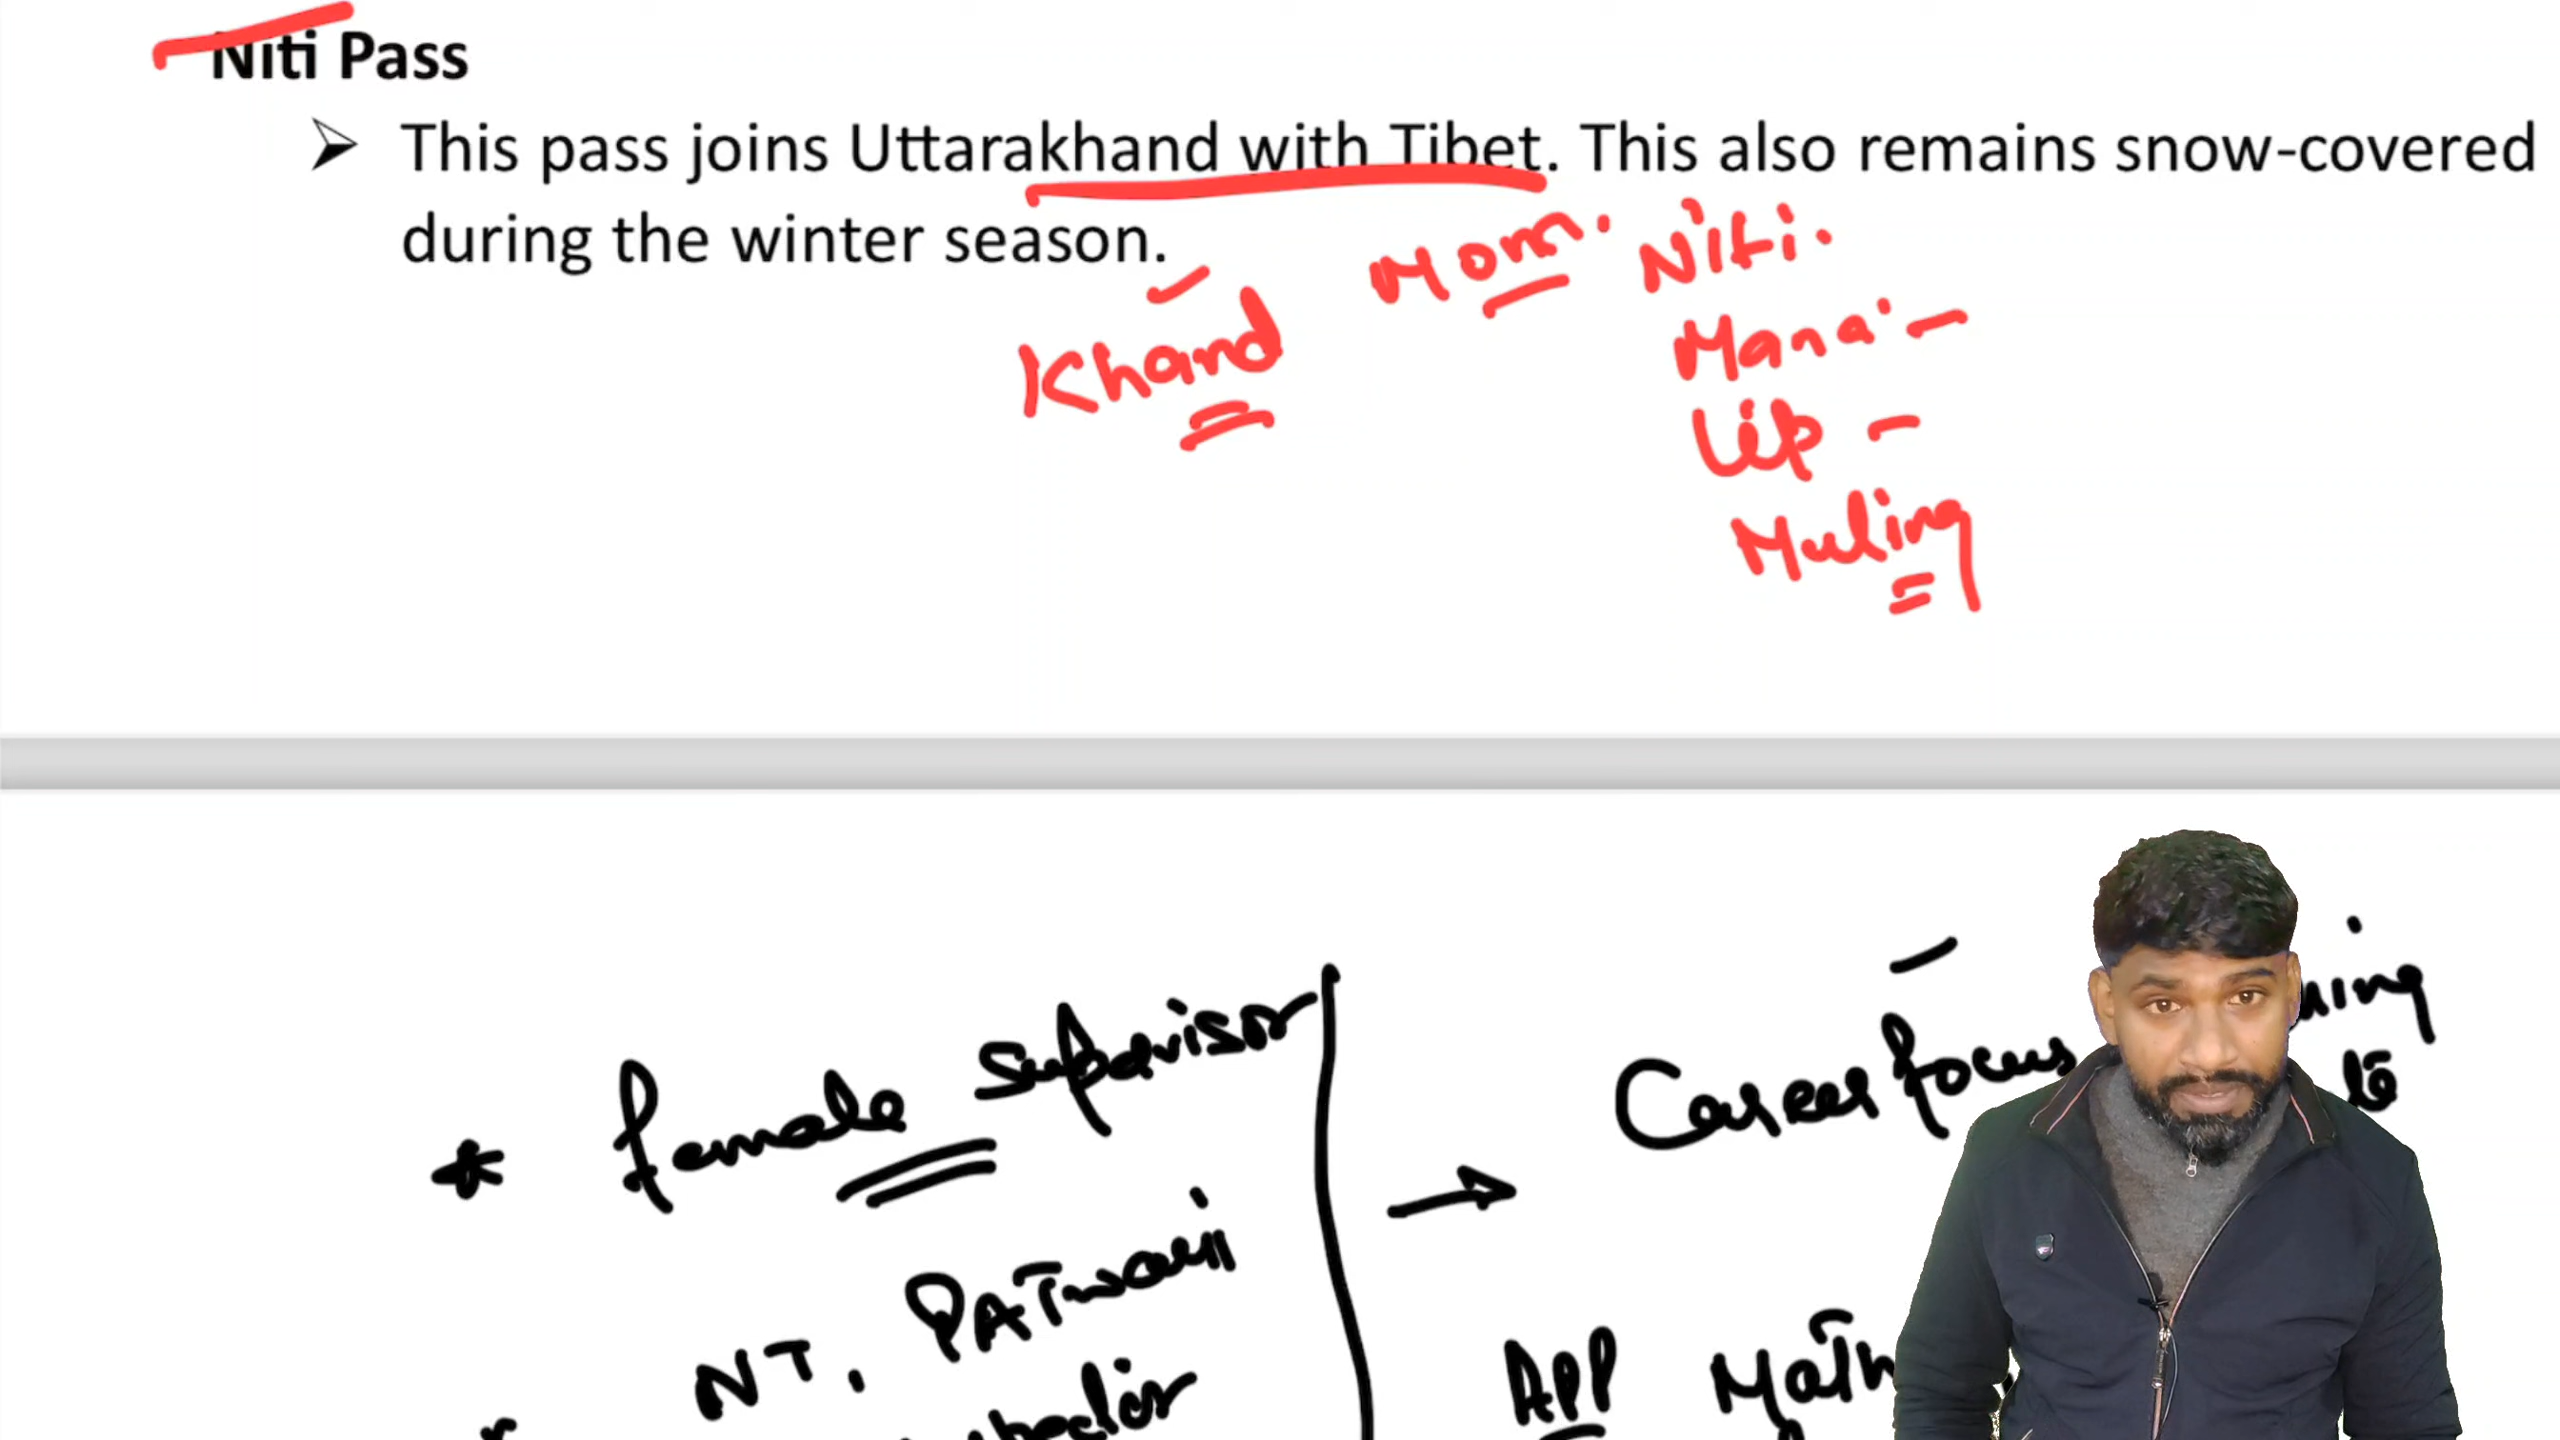 Niti Pass
➢ This pass joins Uttarakhand with Tibet. This also remains snow-covered
during the winter season.
Khand
Mom. Niti.
Mana -
Lip -
Muling
* female supervisor
NT, PATwari
→ Career focus
APP